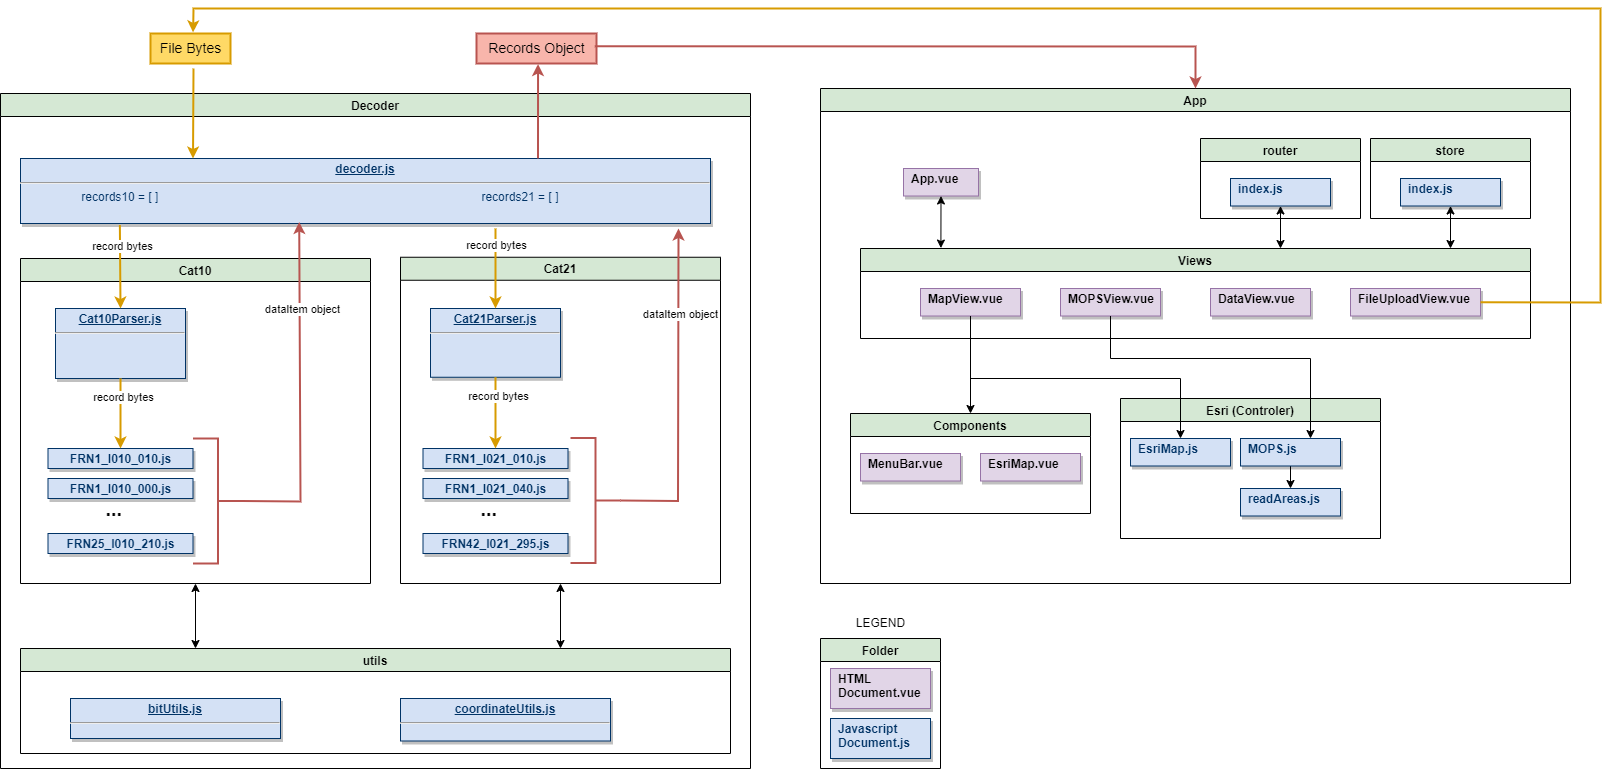 File Bytes
Records Object
Decoder
decoder.js
records10 = [ ]
records21 = [ ]
record bytes
record bytes
Cat10
Cat21
dataItem object
dataItem object
Cat10Parser.js
Cat21Parser.js
record bytes
record bytes
FRN1_I010_010.js
FRN1_I010_000.js
...
FRN25_I010_210.js
FRN1_I021_010.js
FRN1_I021_040.js
...
FRN42_I021_295.js
utils
bitUtils.js
coordinateUtils.js
App
App.vue
router
index.js
store
index.js
Views
MapView.vue
MOPSView.vue
DataView.vue
FileUploadView.vue
Components
MenuBar.vue
EsriMap.vue
Esri (Controler)
EsriMap.js
MOPS.js
readAreas.js
LEGEND
Folder
HTML
Document.vue
Javascript
Document.js